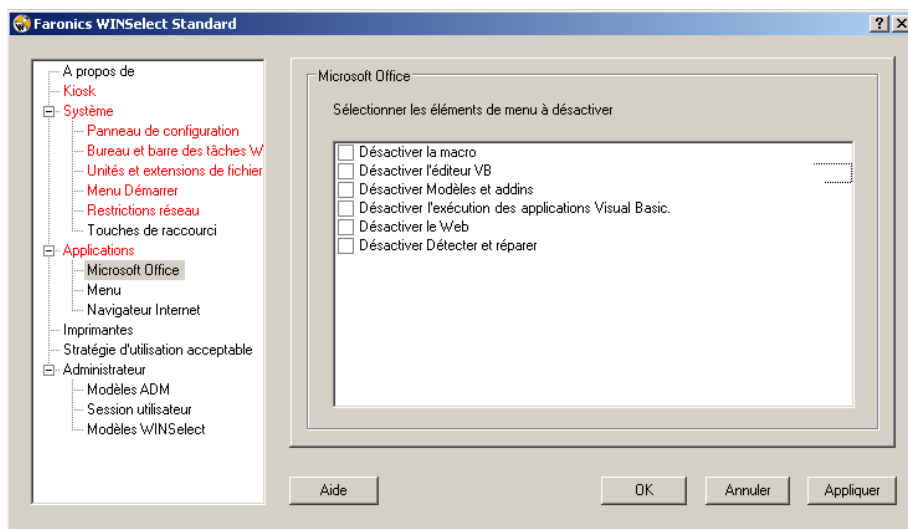 Faronics WINSelect Standard
A propos de
Kiosk
Système
Panneau de configuration
Bureau et barre des tâches W
Unités et extensions de fichier
Menu Démarrer
Restrictions réseau
Touches de raccourci
Applications
Microsoft Office
Menu
Navigateur Internet
Imprimantes
Stratégie d'utilisation acceptable
Administrateur
Modèles ADM
Session utilisateur
Modèles WINSelect
Microsoft Office
Sélectionner les éléments de menu à désactiver
Désactiver la macro
Désactiver l'éditeur VB
Désactiver Modèles et addins
Désactiver l'exécution des applications Visual Basic.
Désactiver le Web
Désactiver Détecter et réparer
Aide
OK
Annuler
Appliquer